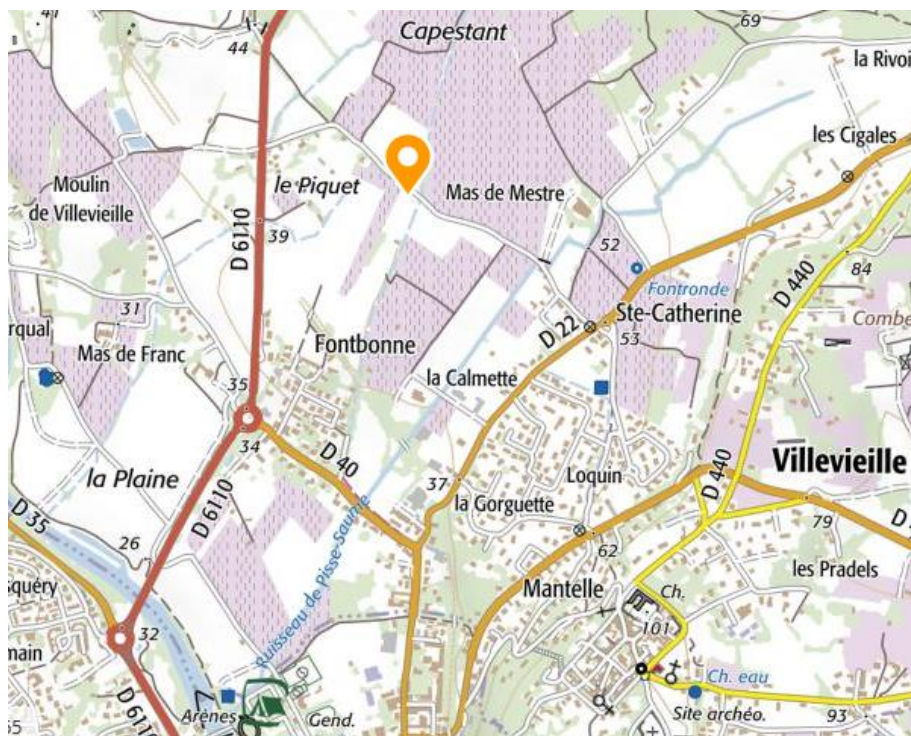 Capestant
69
44
la Rivoi
les Cigales
Moulin
de Villevieille
le Piquet
Mas de Mestre
D 6110
39
52
Fontronde
D 440
84
31
Ste-Catherine
Combe
rqual
Mas de Franc
Fontbonne
D 22
53
la Calmette
35
34
D 40
Loquin
Villevieille
la Plaine
D 6110
37
la Gorguette
D 440
D 35
26
Ruisseau de Pisse Saume
62
79
les Pradels
squéry
Mantelle
Ch.
32
101
main
D 6110
Ch. eau
Arènes
Gend.
Site archéo.
93